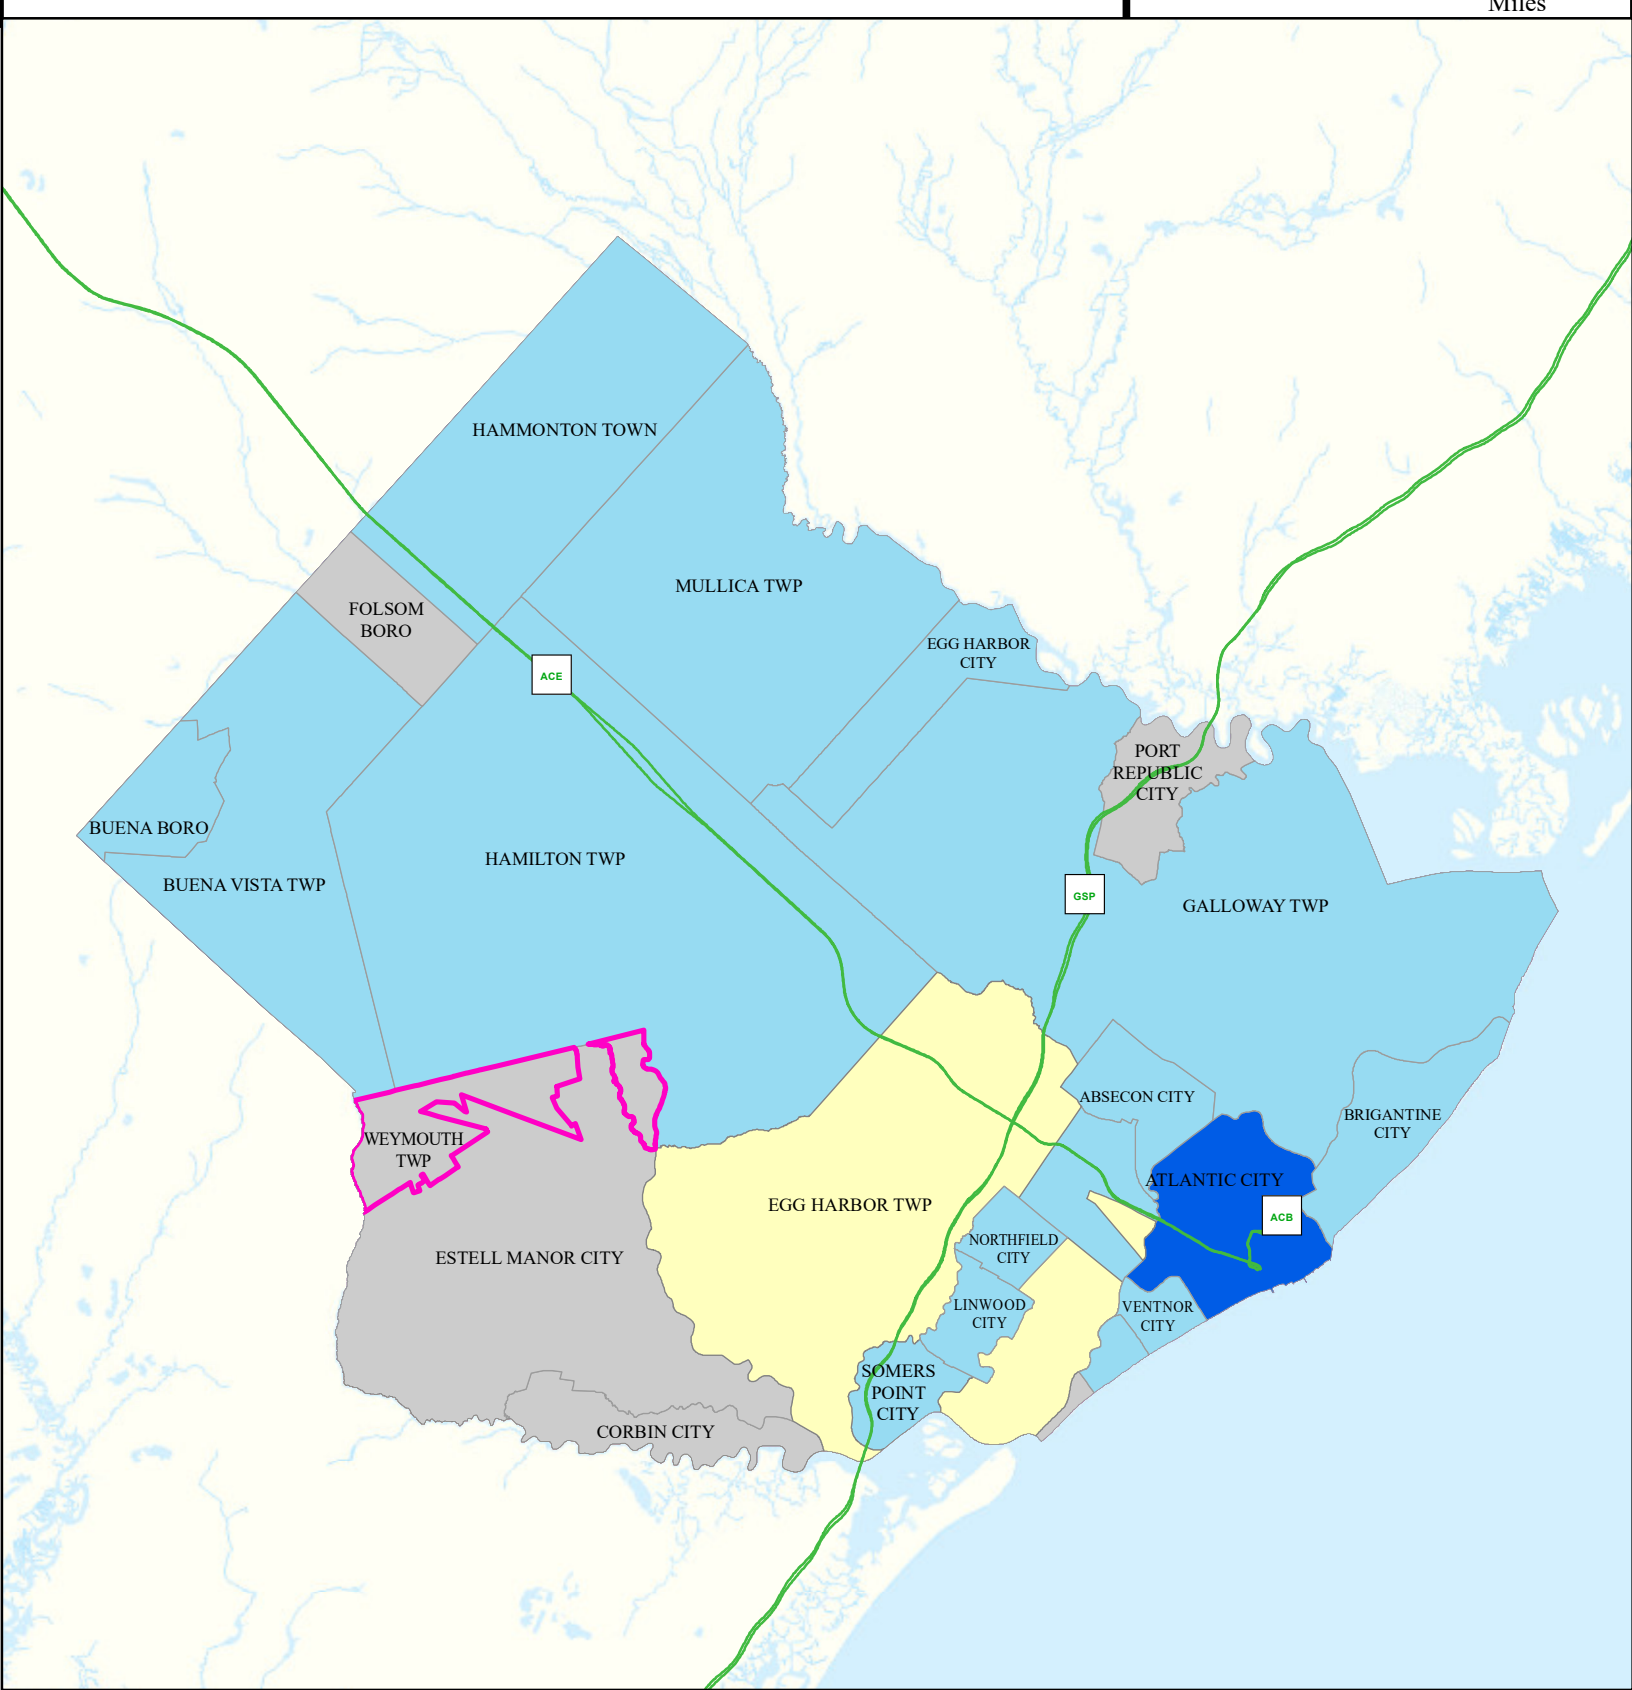 Miles
HAMMONTON TOWN
MULLICA TWP
FOLSOM
BORO
EGG HARBOR
CITY
ACE
PORT
REPUBLIC
CITY
BUENA BORO
HAMILTON TWP
BUENA VISTA TWP
GSP
GALLOWAY TWP
ABSECON CITY
BRIGANTINE
CITY
WEYMOUTH
TWP
ATLANTIC CITY
EGG HARBOR TWP
ACB
NORTHFIELD
CITY
ESTELL MANOR CITY
LINWOOD
CITY
VENTNOR
CITY
SOMERS
POINT
CITY
CORBIN CITY